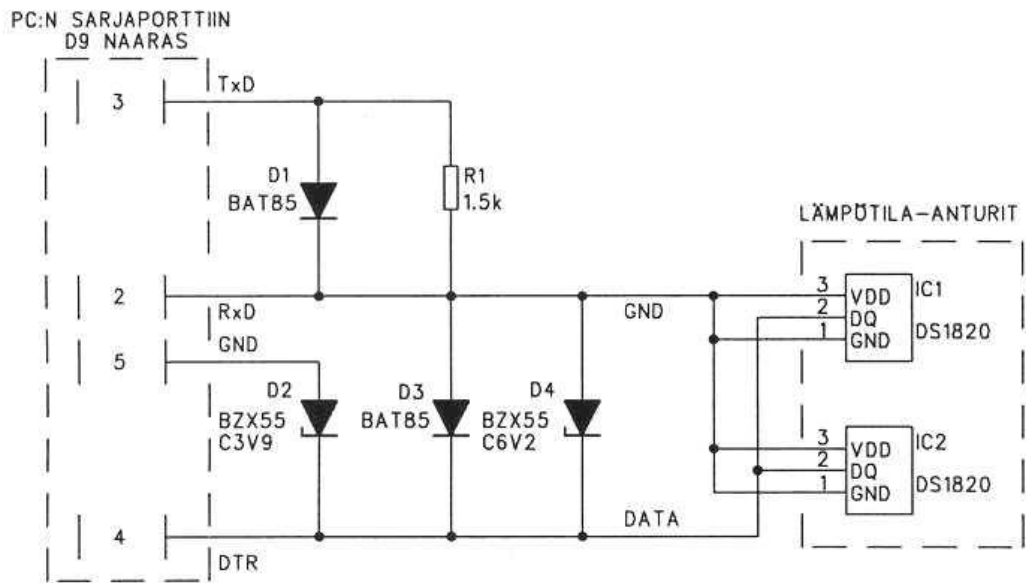 PC:N SARJAPORTTIIN
D9 NAARAS
3
TxD
D1
BAT85
R1
1.5k
LÄMPÖTILA-ANTURIT
2
RxD
GND
3
VDD
IC1
2
DQ
1
GND
DS1820
5
GND
D2
BZX55
C3V9
D3
BAT85
D4
BZX55
C6V2
3
VDD
IC2
2
DQ
1
GND
DS1820
4
DTR
DATA